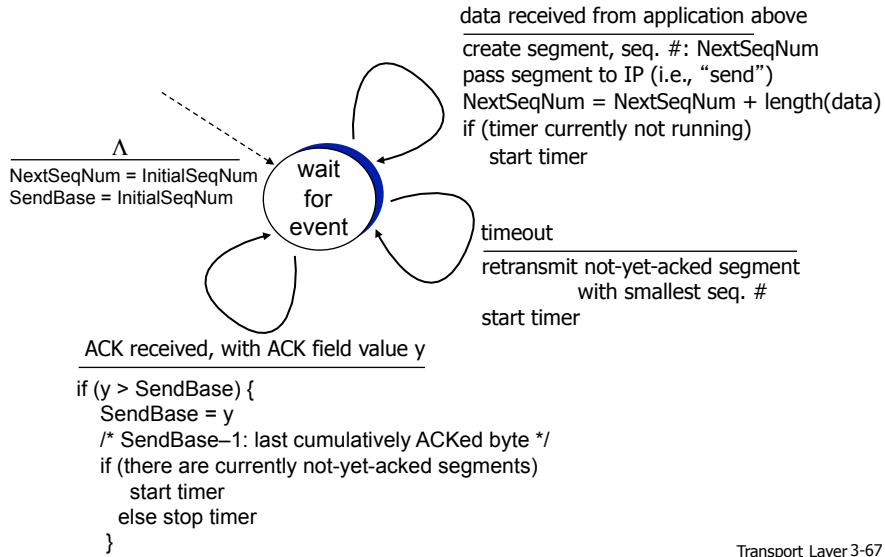 data received from application above
create segment, seq. #: NextSeqNum
pass segment to IP (i.e., “send”)
NextSeqNum = NextSeqNum + length(data)
if (timer currently not running)
start timer
Λ
NextSeqNum = InitialSeqNum
SendBase = InitialSeqNum
wait
for
event
timeout
retransmit not-yet-acked segment
with smallest seq. #
start timer
ACK received, with ACK field value y
if (y > SendBase) {
SendBase = y
/* SendBase–1: last cumulatively ACKed byte */
if (there are currently not-yet-acked segments)
start timer
else stop timer
}
Transport Layer 3-67